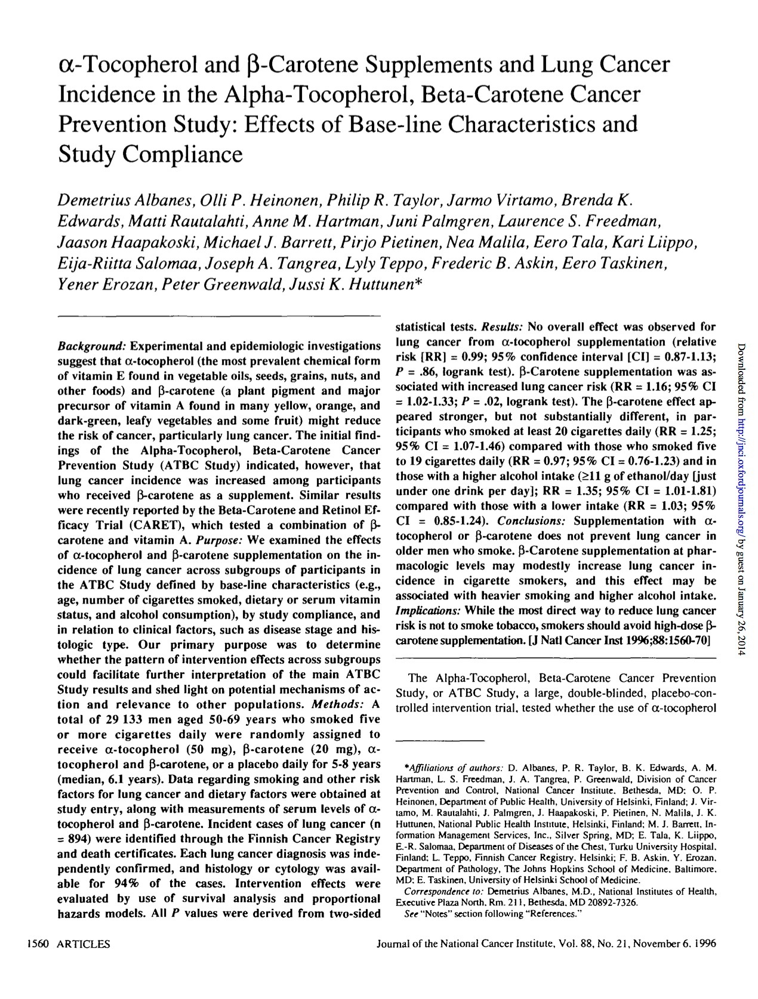 α-Tocopherol and β-Carotene Supplements and Lung Cancer
Incidence in the Alpha-Tocopherol, Beta-Carotene Cancer
Prevention Study: Effects of Base-line Characteristics and
Study Compliance
Demetrius Albanes, Olli P. Heinonen, Philip R. Taylor, Jarmo Virtamo, Brenda K.
Edwards, Matti Rautalahti, Anne M. Hartman, Juni Palmgren, Laurence S. Freedman,
Jaason Haapakoski, Michael J. Barrett, Pirjo Pietinen, Nea Malila, Eero Tala, Kari Liippo,
Eija-Riitta Salomaa, Joseph A. Tangrea, Lyly Teppo, Frederic B. Askin, Eero Taskinen,
Yener Erozan, Peter Greenwald, Jussi K. Huttunen*
Background: Experimental and epidemiologic investigations
suggest that α-tocopherol (the most prevalent chemical form
of vitamin E found in vegetable oils, seeds, grains, nuts, and
other foods) and β-carotene (a plant pigment and major
precursor of vitamin A found in many yellow, orange, and
dark-green, leafy vegetables and some fruit) might reduce
the risk of cancer, particularly lung cancer. The initial find-
ings of the Alpha-Tocopherol, Beta-Carotene Cancer
Prevention Study (ATBC Study) indicated, however, that
lung cancer incidence was increased among participants
who received β-carotene as a supplement. Similar results
were recently reported by the Beta-Carotene and Retinol Ef-
ficacy Trial (CARET), which tested a combination of β-
carotene and vitamin A. Purpose: We examined the effects
of α-tocopherol and β-carotene supplementation on the in-
cidence of lung cancer across subgroups of participants in
the ATBC Study defined by base-line characteristics (e.g.,
age, number of cigarettes smoked, dietary or serum vitamin
status, and alcohol consumption), by study compliance, and
in relation to clinical factors, such as disease stage and his-
tologic type. Our primary purpose was to determine
whether the pattern of intervention effects across subgroups
could facilitate further interpretation of the main ATBC
Study results and shed light on potential mechanisms of ac-
tion and relevance to other populations. Methods: A
total of 29 133 men aged 50-69 years who smoked five
or more cigarettes daily were randomly assigned to
receive α-tocopherol (50 mg), β-carotene (20 mg), α-
tocopherol and β-carotene, or a placebo daily for 5-8 years
(median, 6.1 years). Data regarding smoking and other risk
factors for lung cancer and dietary factors were obtained at
study entry, along with measurements of serum levels of α-
tocopherol and β-carotene. Incident cases of lung cancer (n
= 894) were identified through the Finnish Cancer Registry
and death certificates. Each lung cancer diagnosis was inde-
pendently confirmed, and histology or cytology was avail-
able for 94% of the cases. Intervention effects were
evaluated by use of survival analysis and proportional
hazards models. All P values were derived from two-sided
statistical tests. Results: No overall effect was observed for
lung cancer from α-tocopherol supplementation (relative
risk [RR] = 0.99; 95% confidence interval [CI] = 0.87-1.13;
P = .86, logrank test). β-Carotene supplementation was as-
sociated with increased lung cancer risk (RR = 1.16; 95% CI
= 1.02-1.33; P = .02, logrank test). The β-carotene effect ap-
peared stronger, but not substantially different, in par-
ticipants who smoked at least 20 cigarettes daily (RR = 1.25;
95% CI = 1.07-1.46) compared with those who smoked five
to 19 cigarettes daily (RR = 0.97; 95% CI = 0.76-1.23) and in
those with a higher alcohol intake (≥11 g of ethanol/day [just
under one drink per day]; RR = 1.35; 95% CI = 1.01-1.81)
compared with those with a lower intake (RR = 1.03; 95%
CI = 0.85-1.24). Conclusions: Supplementation with α-
tocopherol or β-carotene does not prevent lung cancer in
older men who smoke. β-Carotene supplementation at phar-
macologic levels may modestly increase lung cancer in-
cidence in cigarette smokers, and this effect may be
associated with heavier smoking and higher alcohol intake.
Implications: While the most direct way to reduce lung cancer
risk is not to smoke tobacco, smokers should avoid high-dose β-
carotene supplementation. [J Natl Cancer Inst 1996;88:1560-70]
The Alpha-Tocopherol, Beta-Carotene Cancer Prevention
Study, or ATBC Study, a large, double-blinded, placebo-con-
trolled intervention trial, tested whether the use of α-tocopherol
*Affiliations of authors: D. Albanes, P. R. Taylor, B. K. Edwards, A. M.
Hartman, L. S. Freedman, J. A. Tangrea, P. Greenwald, Division of Cancer
Prevention and Control, National Cancer Institute, Bethesda, MD; O. P.
Heinonen, Department of Public Health, University of Helsinki, Finland; J. Vir-
tamo, M. Rautalahti, J. Palmgren, J. Haapakoski, P. Pietinen, N. Malila, J. K.
Huttunen, National Public Health Institute, Helsinki, Finland; M. J. Barrett, In-
formation Management Services, Inc., Silver Spring, MD; E. Tala, K. Liippo,
E.-R. Salomaa, Department of Diseases of the Chest, Turku University Hospital,
Finland; L. Teppo, Finnish Cancer Registry, Helsinki; F. B. Askin, Y. Erozan,
Department of Pathology, The Johns Hopkins School of Medicine, Baltimore,
MD; E. Taskinen, University of Helsinki School of Medicine.
Correspondence to: Demetrius Albanes, M.D., National Institutes of Health,
Executive Plaza North, Rm. 211, Bethesda, MD 20892-7326.
See "Notes" section following "References."
1560 ARTICLES
Journal of the National Cancer Institute, Vol. 88, No. 21, November 6, 1996
Downloaded from http://jnci.oxfordjournals.org/ by guest on January 26, 2014